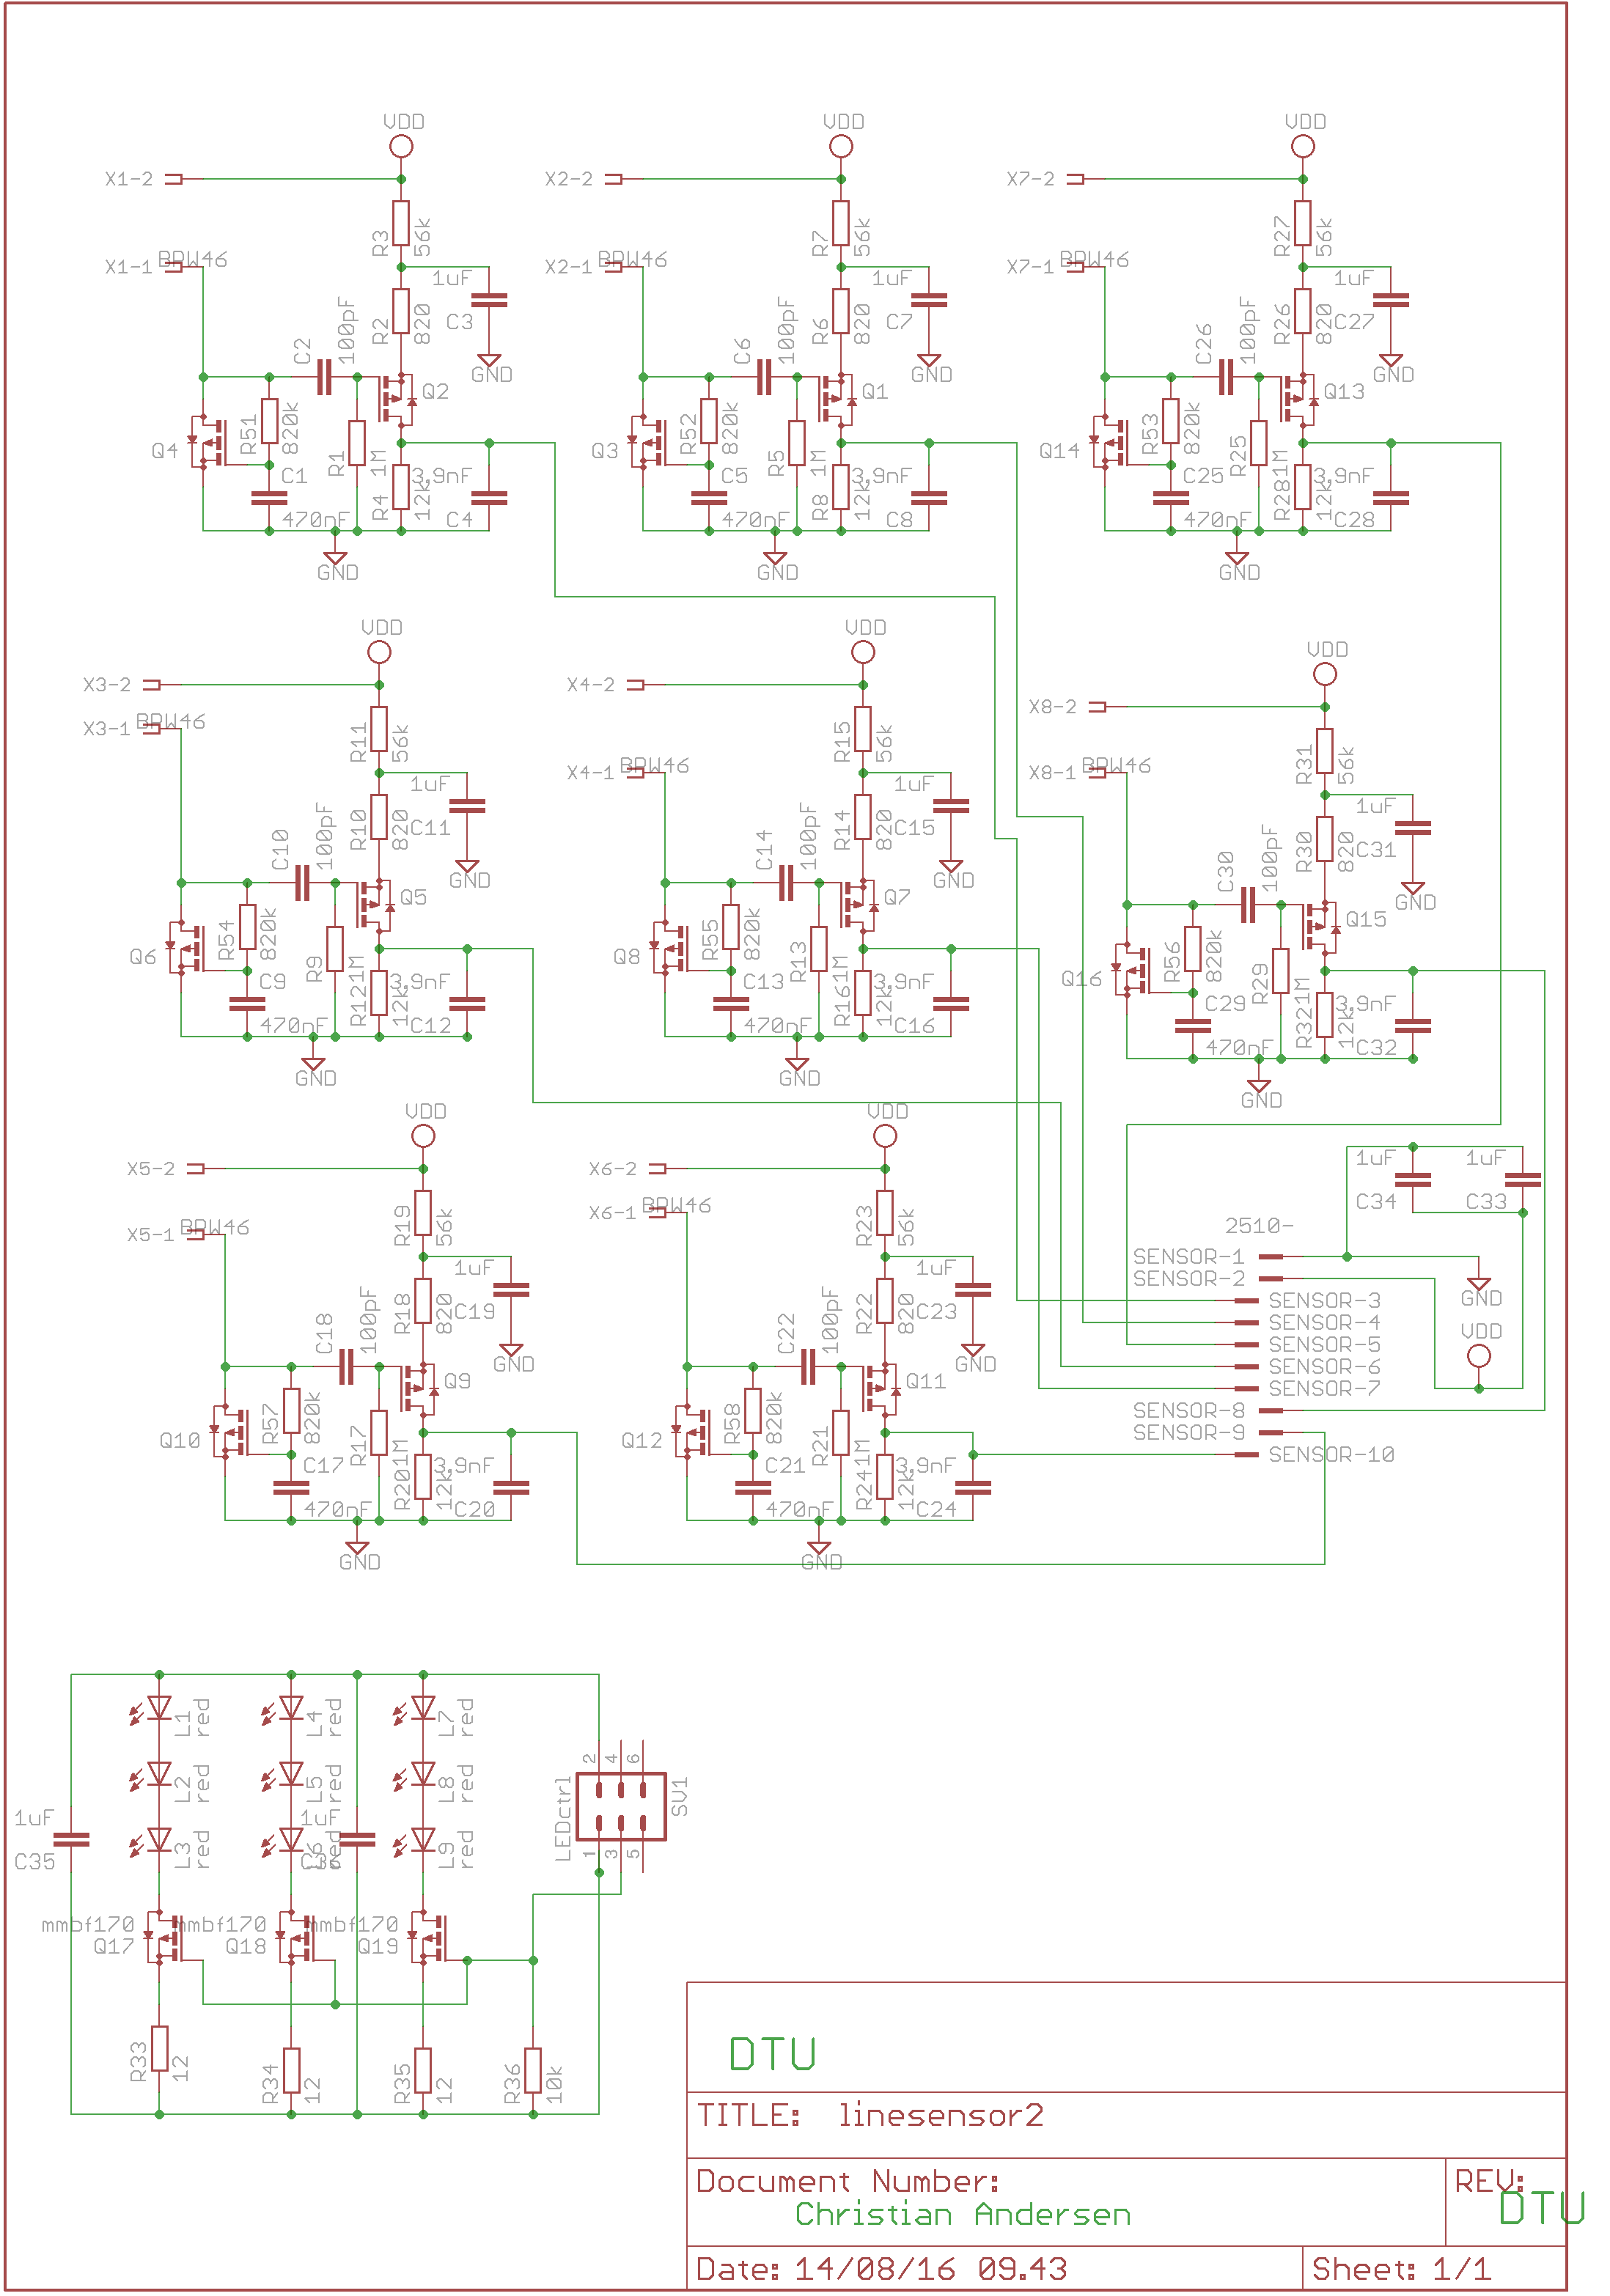 VDD VDD VDD
X1-2 X2-2 X7-2
R3 56k R7 56k R27 56k
X1-1 BPW46 X2-1 BPW46 X7-1 BPW46
1uF 1uF 1uF
C2 100pF R2 820 C3 C6 100pF R6 820 C7 C26 100pF R26 820 C27
GND GND GND
Q2 Q1 Q13
Q4 R51 820k R1 1M Q3 R52 820k R5 1M Q14 R53 820k R25 1M
C1 R4 12k 3,9nF C5 R8 12k 3,9nF C25 R28 12k 3,9nF
470nF C4 470nF C8 470nF C28
GND GND GND
VDD VDD VDD
X3-2 X4-2 X8-2
X3-1 BPW46 R11 56k R15 56k R31 56k
X4-1 BPW46 X8-1 BPW46
1uF 1uF 1uF
C10 100pF R10 820 C11 C14 100pF R14 820 C15 C30 100pF R30 820 C31
GND GND GND
Q5 Q7 Q15
Q6 R54 820k R9 1M Q8 R55 820k R13 1M Q16 R56 820k R29 1M
C9 R12 12k 3,9nF C13 R16 12k 3,9nF C29 R32 12k 3,9nF
470nF C12 470nF C16 470nF C32
GND GND GND
VDD VDD
X5-2 X6-2
1uF 1uF
C34 C33
X5-1 BPW46 R19 56k X6-1 BPW46 R23 56k
2510-
SENSOR-1
SENSOR-2
SENSOR-3
SENSOR-4
SENSOR-5
SENSOR-6
SENSOR-7
SENSOR-8
SENSOR-9
SENSOR-10
GND
VDD
1uF 1uF
C18 100pF R18 820 C19 C22 100pF R22 820 C23
GND GND
Q9 Q11
Q10 R57 820k R17 1M Q12 R58 820k R21 1M
C17 R20 12k 3,9nF C21 R24 12k 3,9nF
470nF C20 470nF C24
GND GND
L1 red L4 red L7 red
L2 red L5 red L8 red
2 4 6
LEDctrl SV1
1 3 5
1uF 1uF
C35 L3 red L6 red C36 L9 red
mmbf170 mmbf170 mmbf170
Q17 Q18 Q19
R33 12 R34 12 R35 12 R36 10k
DTU
TITLE: linesensor2
Document Number:
Christian Andersen
REV:
DTU
Date: 14/08/16 09.43
Sheet: 1/1